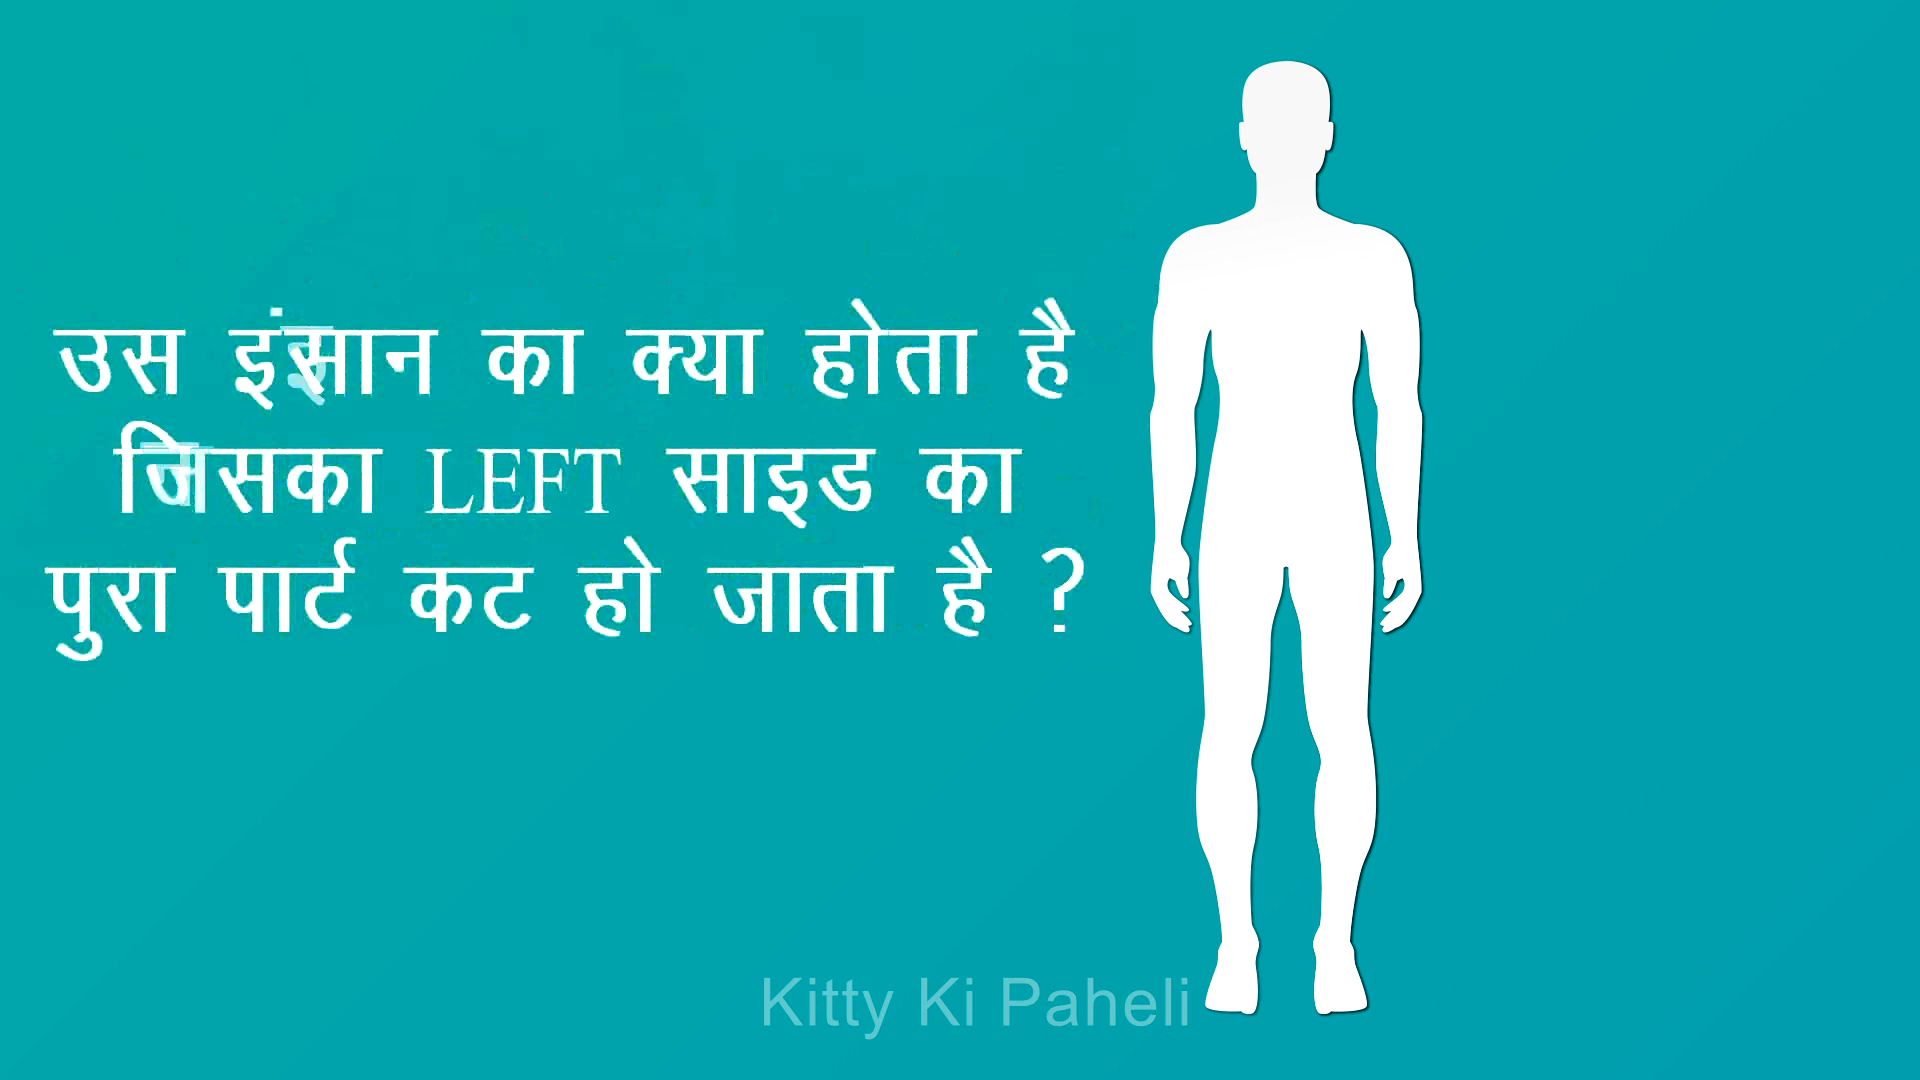 उस इंसान का क्या होता है
जिसका LEFT साइड का
पुरा पार्ट कट हो जाता है ?
Kitty Ki Paheli